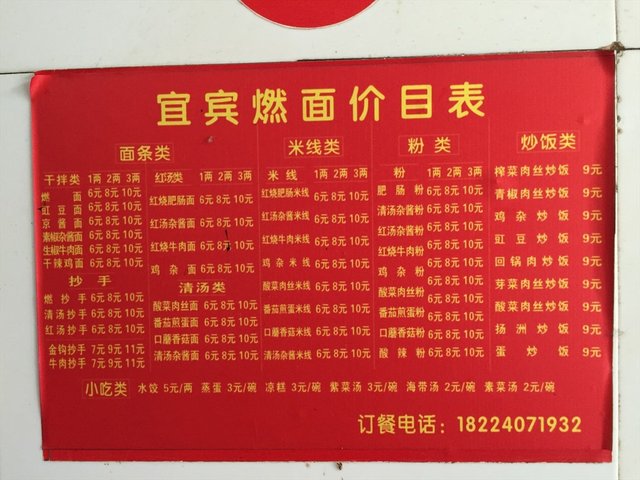 宜宾燃面价目表
面条类
干拌类 1两 2两 3两
燃面 6元 8元 10元
豇豆面 6元 8元 10元
京酱面 6元 8元 10元
素椒杂酱面 6元 8元 10元
生椒牛肉面 6元 8元 10元
干辣鸡面 6元 8元 10元
抄手
燃抄手 6元 8元 10元
清汤抄手 6元 8元 10元
红汤抄手 6元 8元 10元
金钩抄手 7元 9元 11元
牛肉抄手 7元 9元 11元
红汤类 1两 2两 3两
红烧肥肠面 6元 8元 10元
红汤杂酱面 6元 8元 10元
红烧牛肉面 6元 8元 10元
鸡杂面 6元 8元 10元
清汤类
酸菜肉丝面 6元 8元 10元
番茄煎蛋面 6元 8元 10元
口蘑香菇面 6元 8元 10元
清汤杂酱面 6元 8元 10元
米线类
米线 1两 2两 3两
红烧肥肠米线 6元 8元 10元
红汤杂酱米线 6元 8元 10元
红烧牛肉米线 6元 8元 10元
鸡杂米线 6元 8元 10元
酸菜肉丝米线 6元 8元 10元
番茄煎蛋米线 6元 8元 10元
口蘑香菇米线 6元 8元 10元
清汤杂酱米线 6元 8元 10元
粉类
粉 1两 2两 3两
肥肠粉 6元 8元 10元
清汤杂酱粉 6元 8元 10元
红汤杂酱粉 6元 8元 10元
红烧牛肉粉 6元 8元 10元
鸡杂粉 6元 8元 10元
酸菜肉丝粉 6元 8元 10元
番茄煎蛋粉 6元 8元 10元
口蘑香菇粉 6元 8元 10元
酸辣粉 6元 8元 10元
炒饭类
榨菜肉丝炒饭 9元
青椒肉丝炒饭 9元
鸡杂炒饭 9元
豇豆炒饭 9元
回锅肉炒饭 9元
芽菜肉丝炒饭 9元
酸菜肉丝炒饭 9元
扬洲炒饭 9元
蛋炒饭 9元
小吃类 水饺 5元/两 蒸蛋 3元/碗 凉糕 3元/碗 紫菜汤 3元/碗 海带汤 2元/碗 素菜汤 2元/碗
订餐电话：18224071932